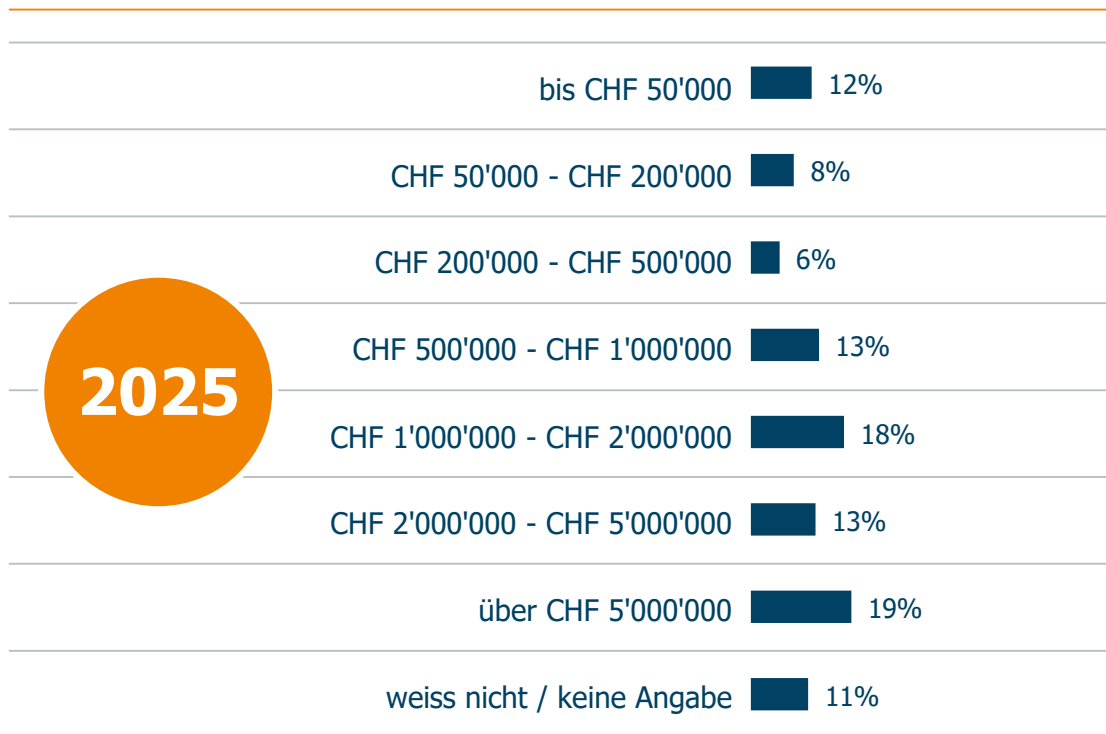 bis CHF 50'000 12%
CHF 50'000 - CHF 200'000 8%
CHF 200'000 - CHF 500'000 6%
CHF 500'000 - CHF 1'000'000 13%
2025
CHF 1'000'000 - CHF 2'000'000 18%
CHF 2'000'000 - CHF 5'000'000 13%
über CHF 5'000'000 19%
weiss nicht / keine Angabe 11%